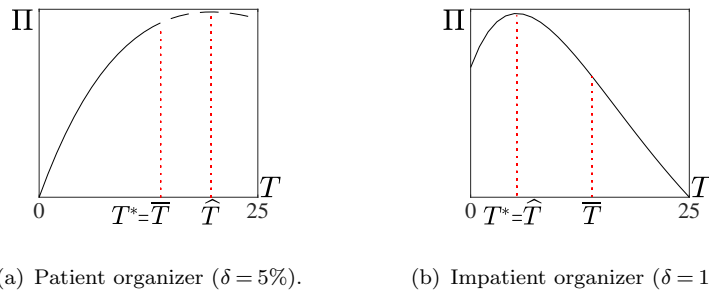 Π
T
0
T*=T̅
T̂
25
Π
T
0
T*=T̂
T̅
25
a) Patient organizer (δ = 5%).
(b) Impatient organizer (δ = 1